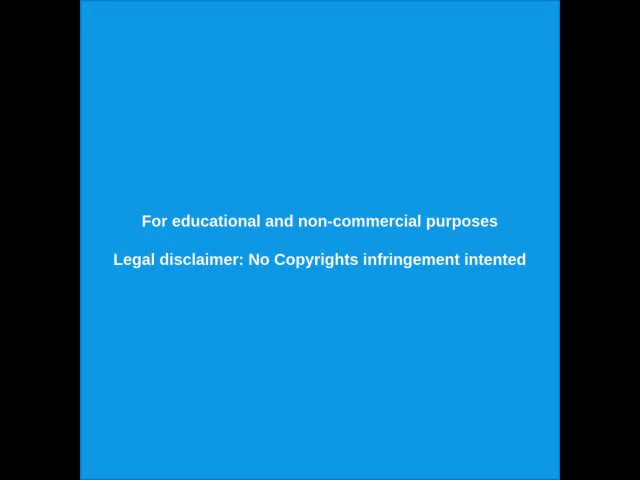 For educational and non-commercial purposes
Legal disclaimer: No Copyrights infringement intented